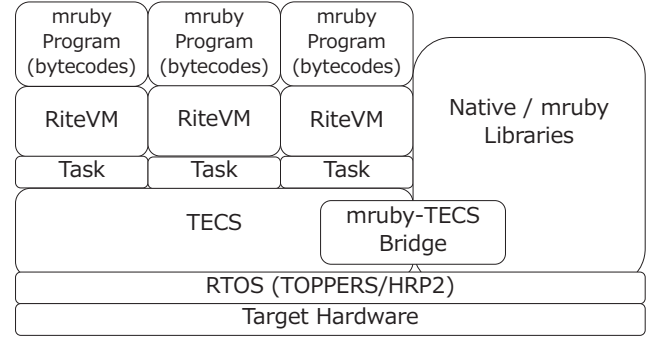 mruby
Program
(bytecodes)
mruby
Program
(bytecodes)
mruby
Program
(bytecodes)
RiteVM
RiteVM
RiteVM
Native / mruby
Libraries
Task
Task
Task
TECS
mruby-TECS
Bridge
RTOS (TOPPERS/HRP2)
Target Hardware